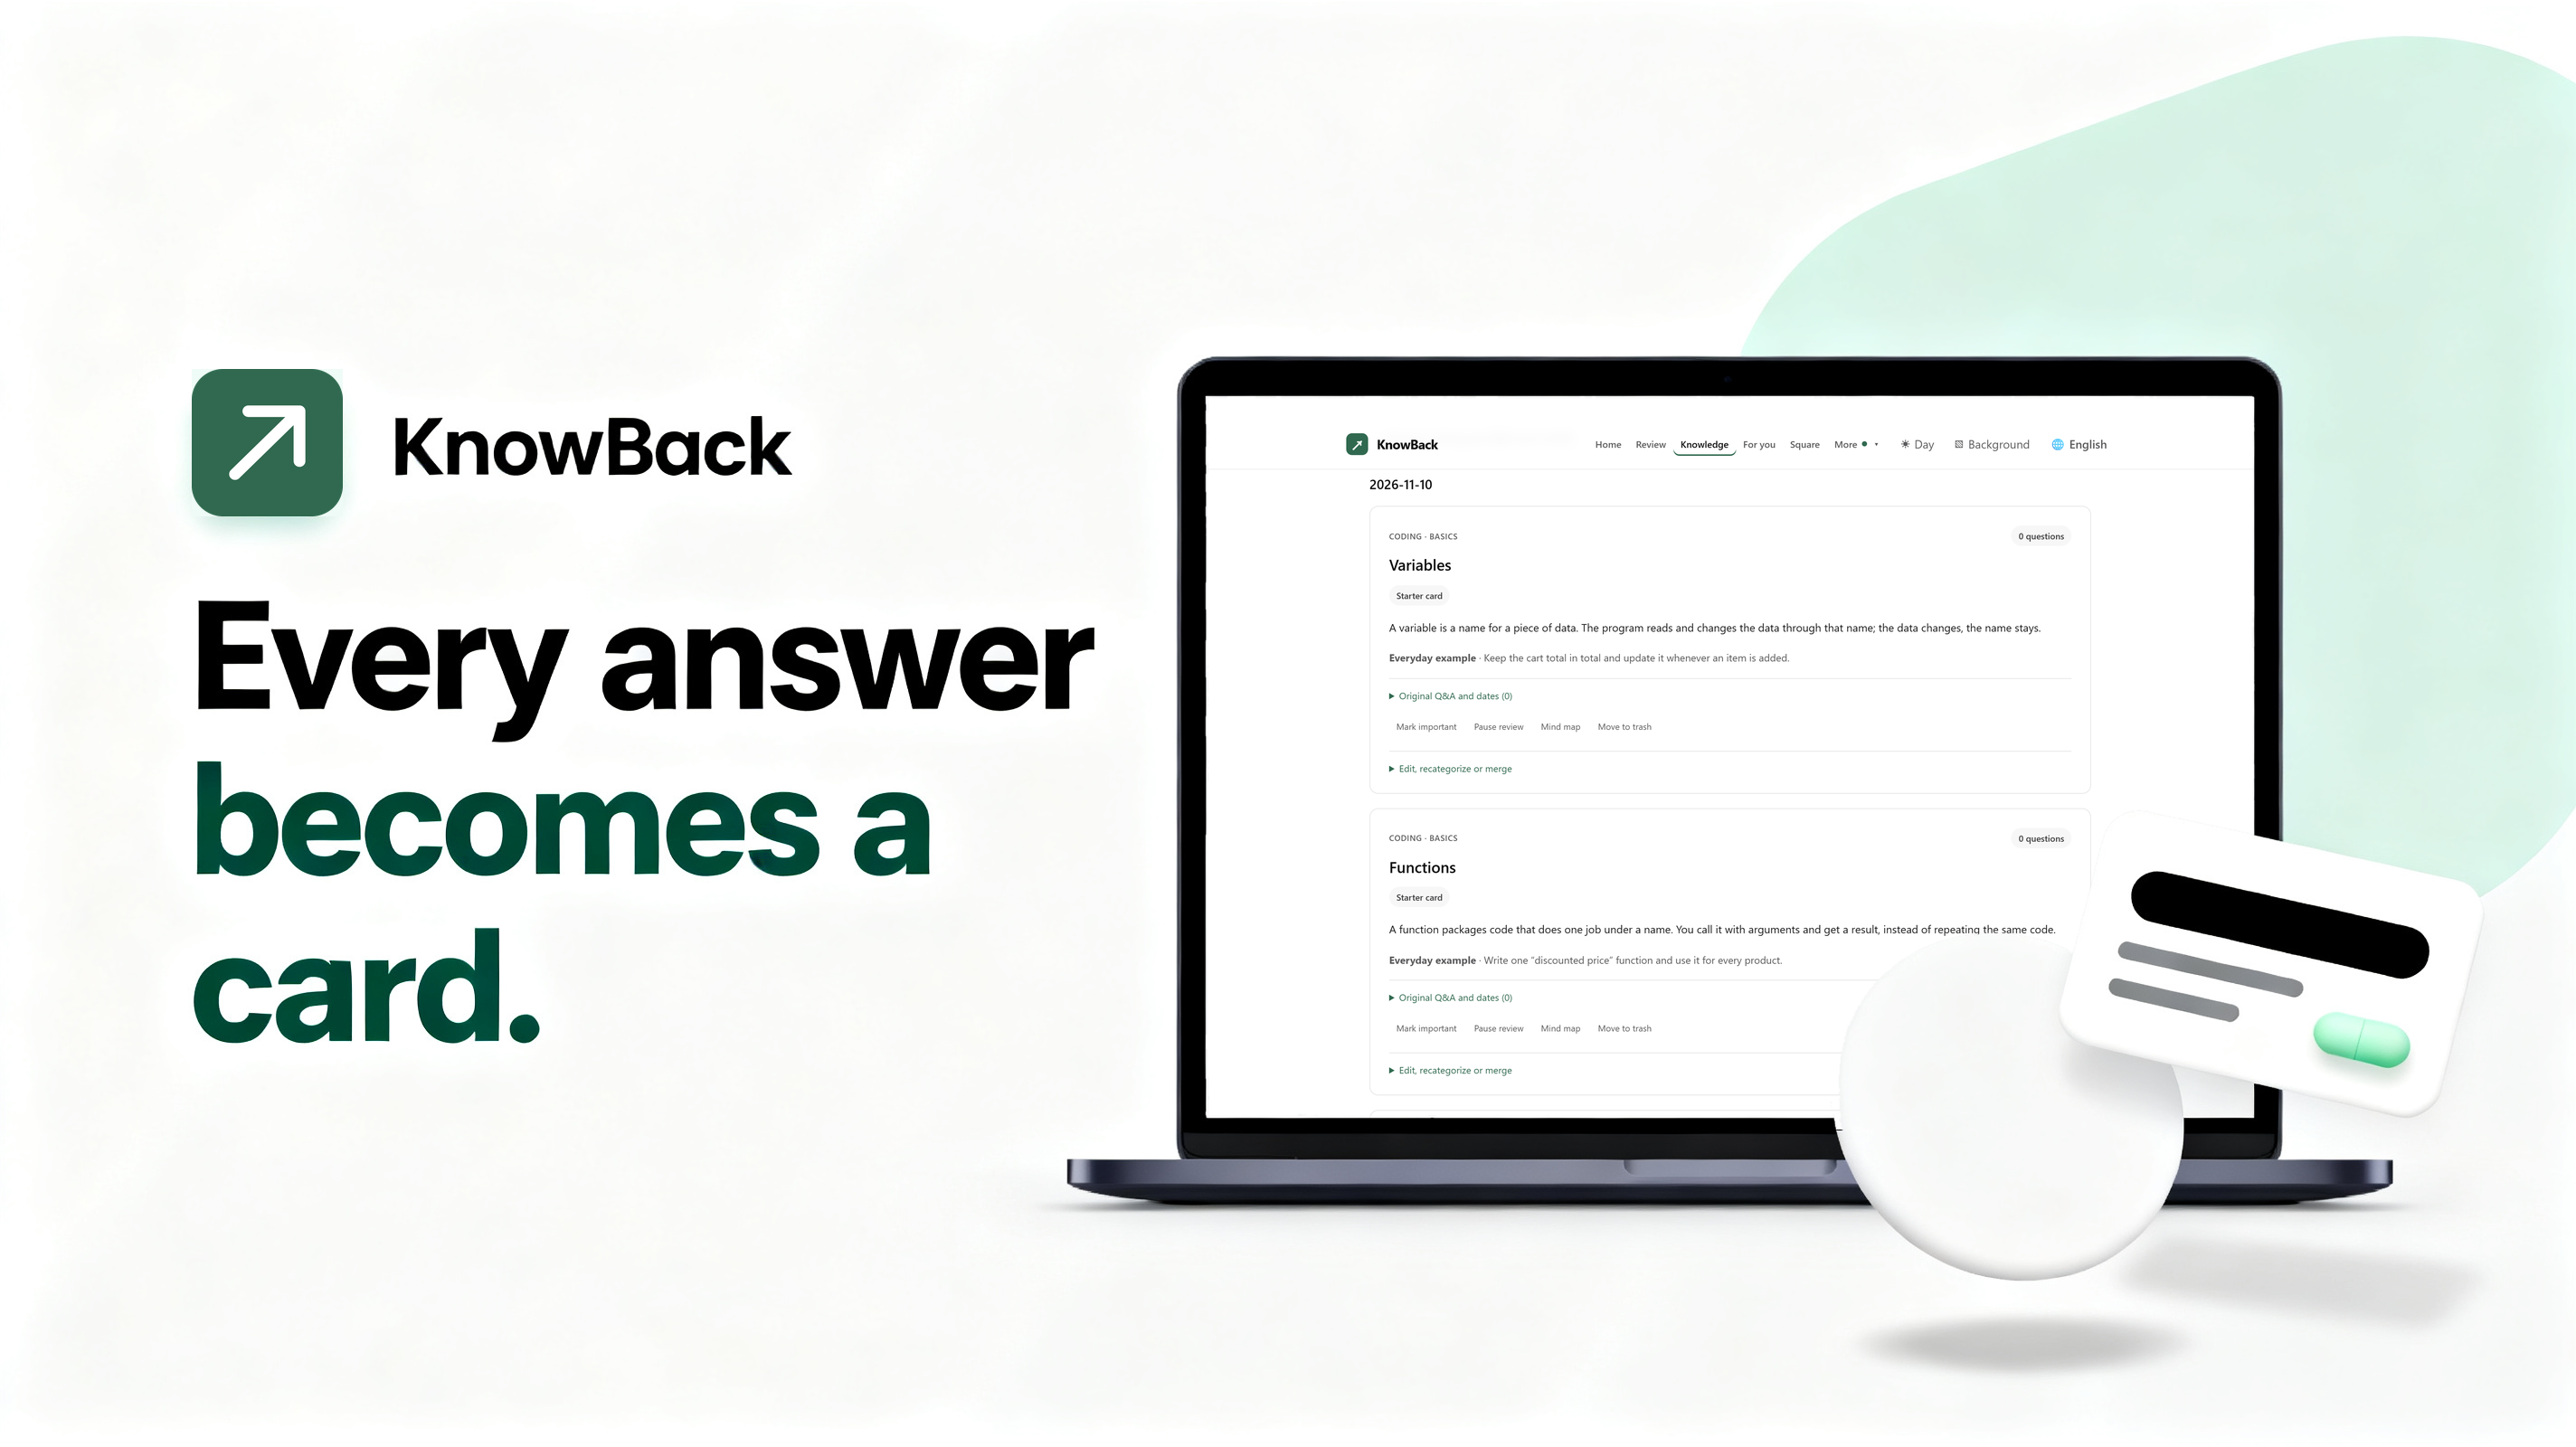 KnowBack
Every answer
becomes a
card.
KnowBack
Home Review Knowledge For you Square More Day Background English
2026-11-10
CODING · BASICS
0 questions
Variables
Starter card
A variable is a name for a piece of data. The program reads and changes the data through that name; the data changes, the name stays.
Everyday example · Keep the cart total in total and update it whenever an item is added.
Original Q&A and dates (0)
Mark important Pause review Mind map Move to trash
Edit, recategorize or merge
CODING · BASICS
0 questions
Functions
Starter card
A function packages code that does one job under a name. You call it with arguments and get a result, instead of repeating the same code.
Everyday example · Write one "discounted price" function and use it for every product.
Original Q&A and dates (0)
Mark important Pause review Mind map Move to trash
Edit, recategorize or merge